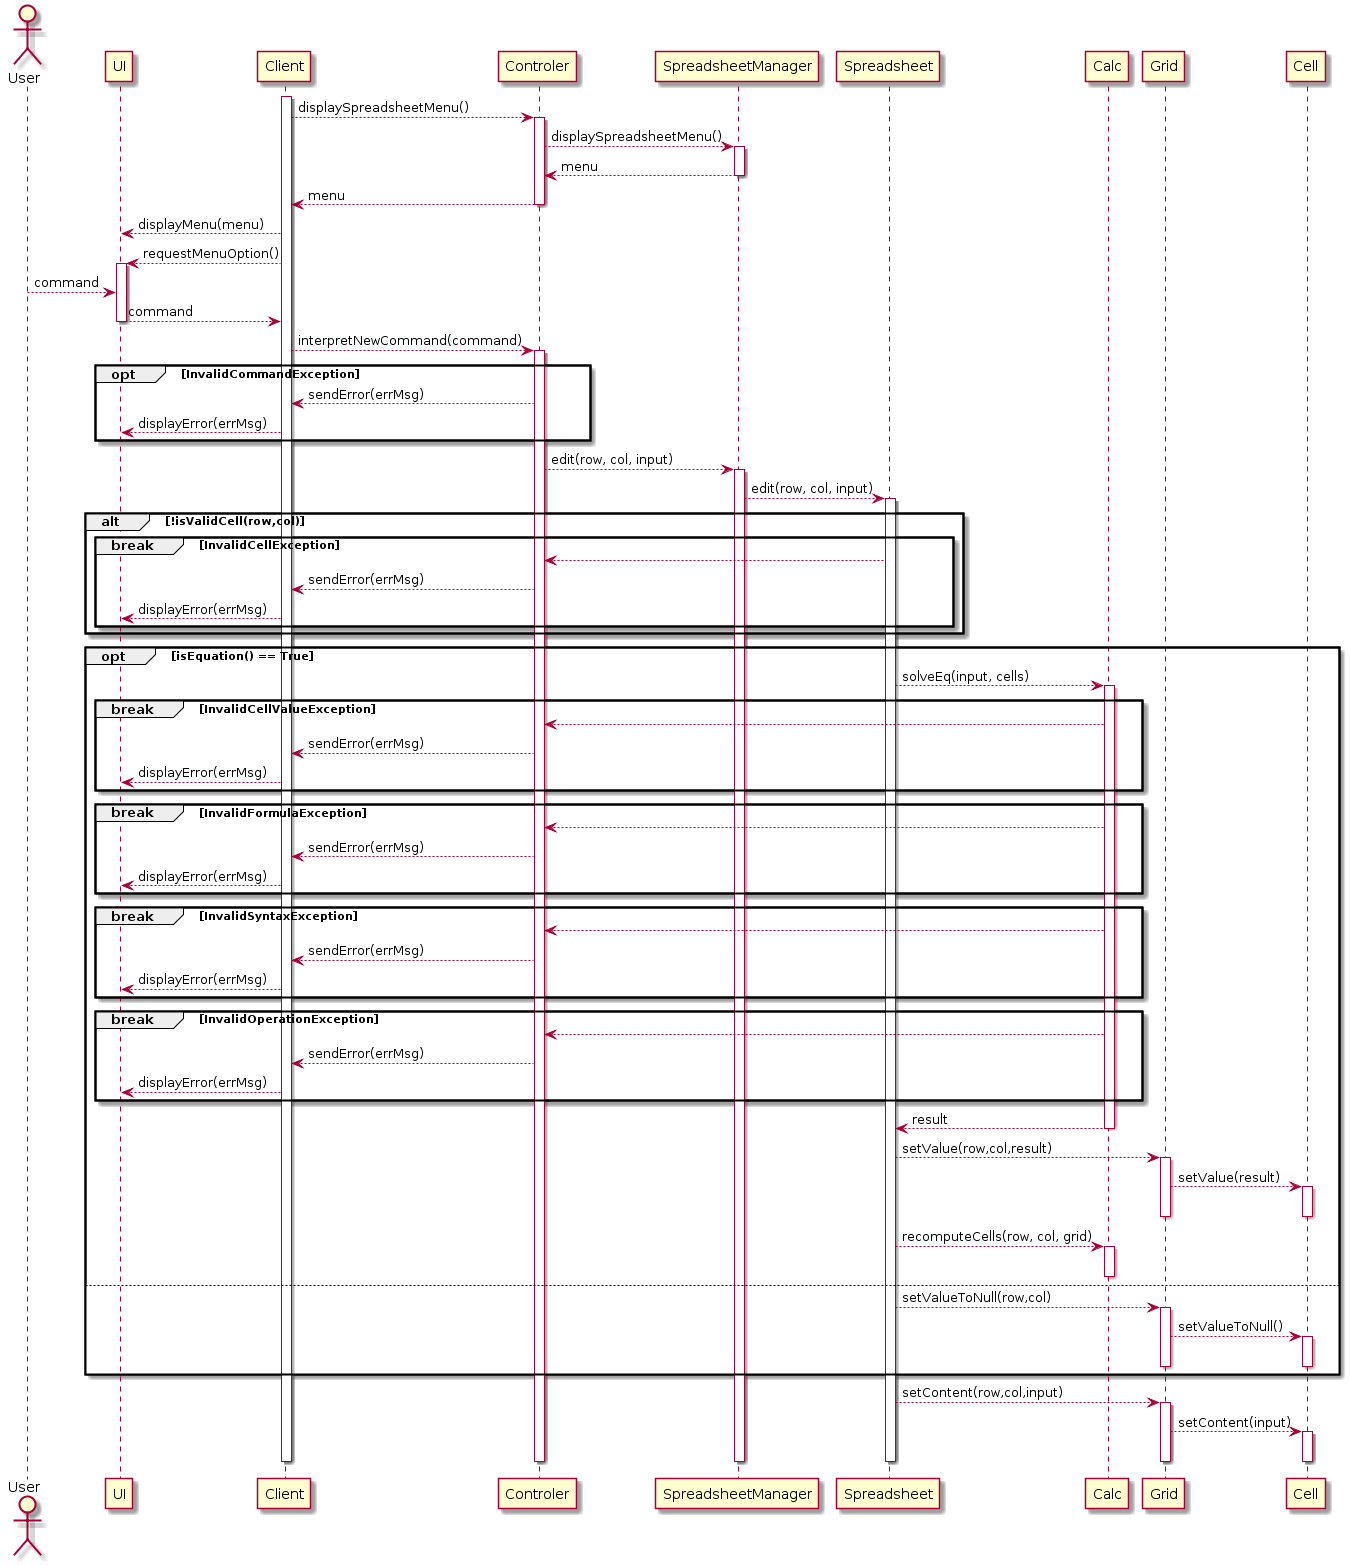 User
UI
Client
Controler
SpreadsheetManager
Spreadsheet
Calc
Grid
Cell
displaySpreadsheetMenu()
displaySpreadsheetMenu()
menu
menu
displayMenu(menu)
requestMenuOption()
command
command
interpretNewCommand(command)
opt [InvalidCommandException]
sendError(errMsg)
displayError(errMsg)
edit(row, col, input)
edit(row, col, input)
alt [!isValidCell(row,col)]
break [InvalidCellException]
sendError(errMsg)
displayError(errMsg)
opt [isEquation() == True]
solveEq(input, cells)
break [InvalidCellValueException]
sendError(errMsg)
displayError(errMsg)
break [InvalidFormulaException]
sendError(errMsg)
displayError(errMsg)
break [InvalidSyntaxException]
sendError(errMsg)
displayError(errMsg)
break [InvalidOperationException]
sendError(errMsg)
displayError(errMsg)
result
setValue(row,col,result)
setValue(result)
recomputeCells(row, col, grid)
setValueToNull(row,col)
setValueToNull()
setContent(row,col,input)
setContent(input)
User
UI
Client
Controler
SpreadsheetManager
Spreadsheet
Calc
Grid
Cell